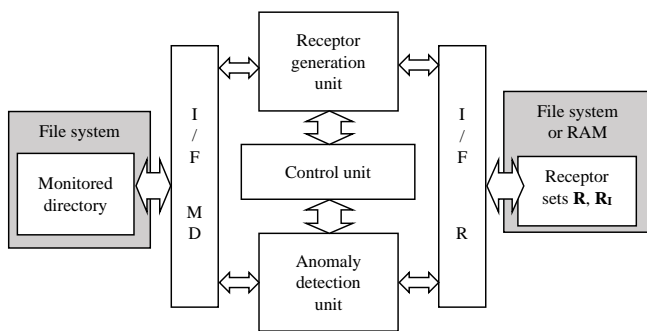 Receptor
generation
unit
I
/
F
MD
I
/
F
R
File system
Monitored
directory
Control unit
File system
or RAM
Receptor
sets R, RI
Anomaly
detection
unit